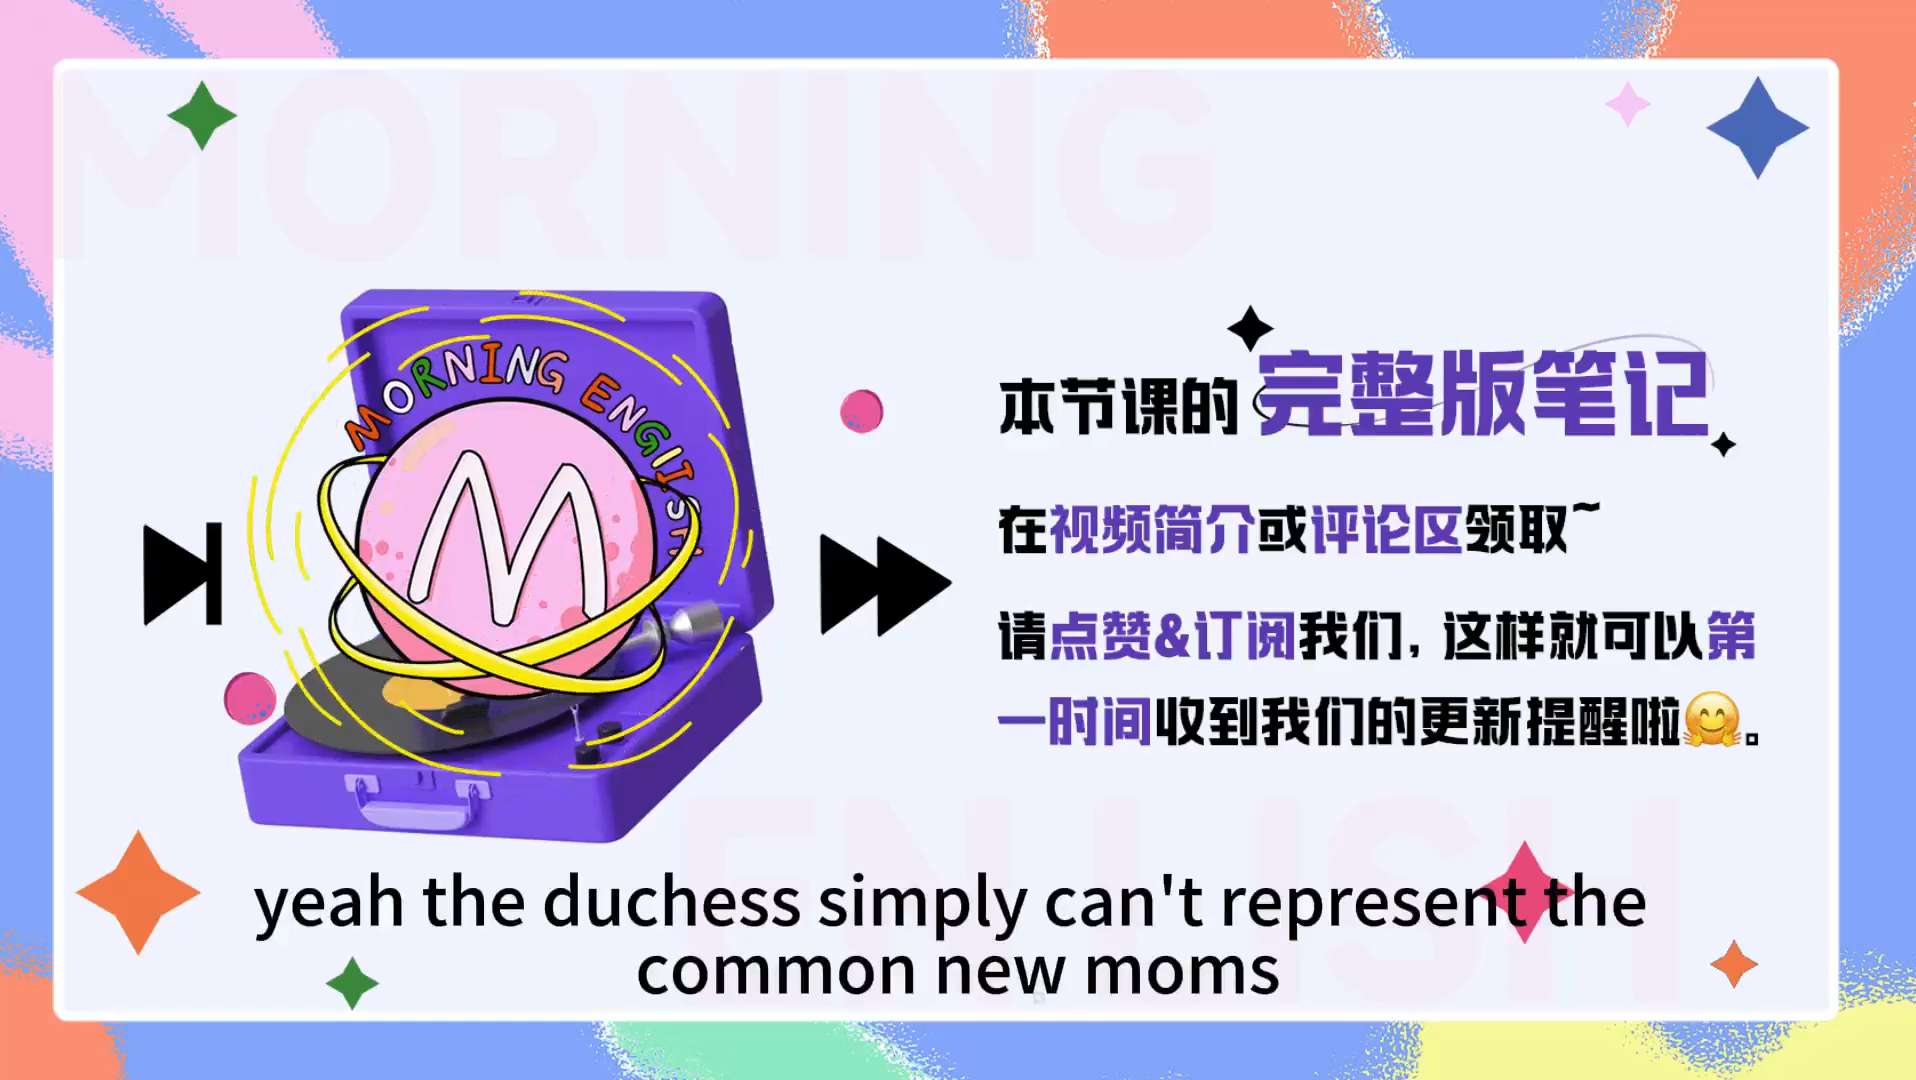 MORNING
MORNING ENGlISH
M
本节课的 完整版笔记
在视频简介或评论区领取~
请点赞&订阅我们，这样就可以第
一时间收到我们的更新提醒啦🤗。
ENLISH
yeah the duchess simply can't represent the
common new moms